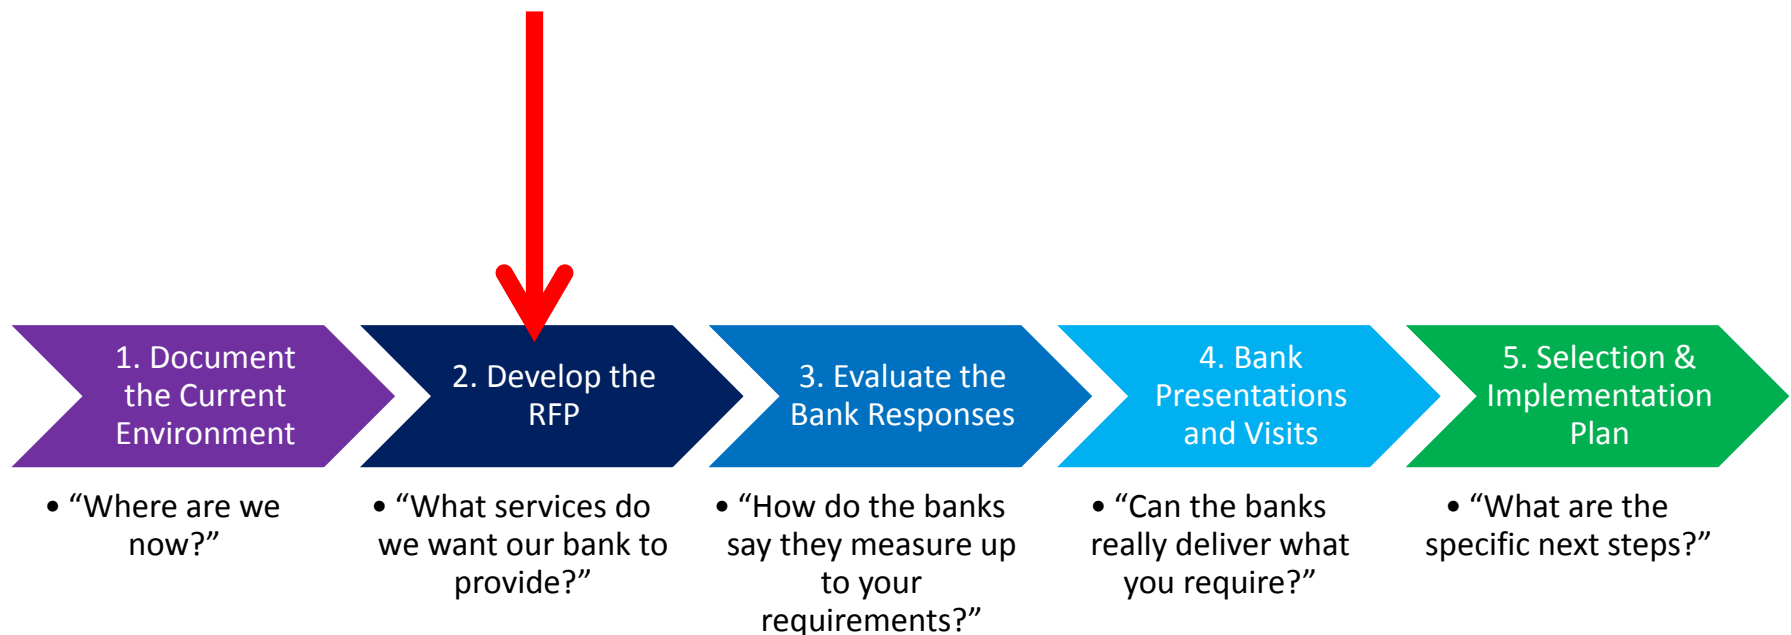 1. Document
the Current
Environment
2. Develop the
RFP
3. Evaluate the
Bank Responses
4. Bank
Presentations
and Visits
5. Selection &
Implementation
Plan
• “Where are we
now?”
• “What services do
we want our bank to
provide?”
• “How do the banks
say they measure up
to your
requirements?”
• “Can the banks
really deliver what
you require?”
• “What are the
specific next steps?”